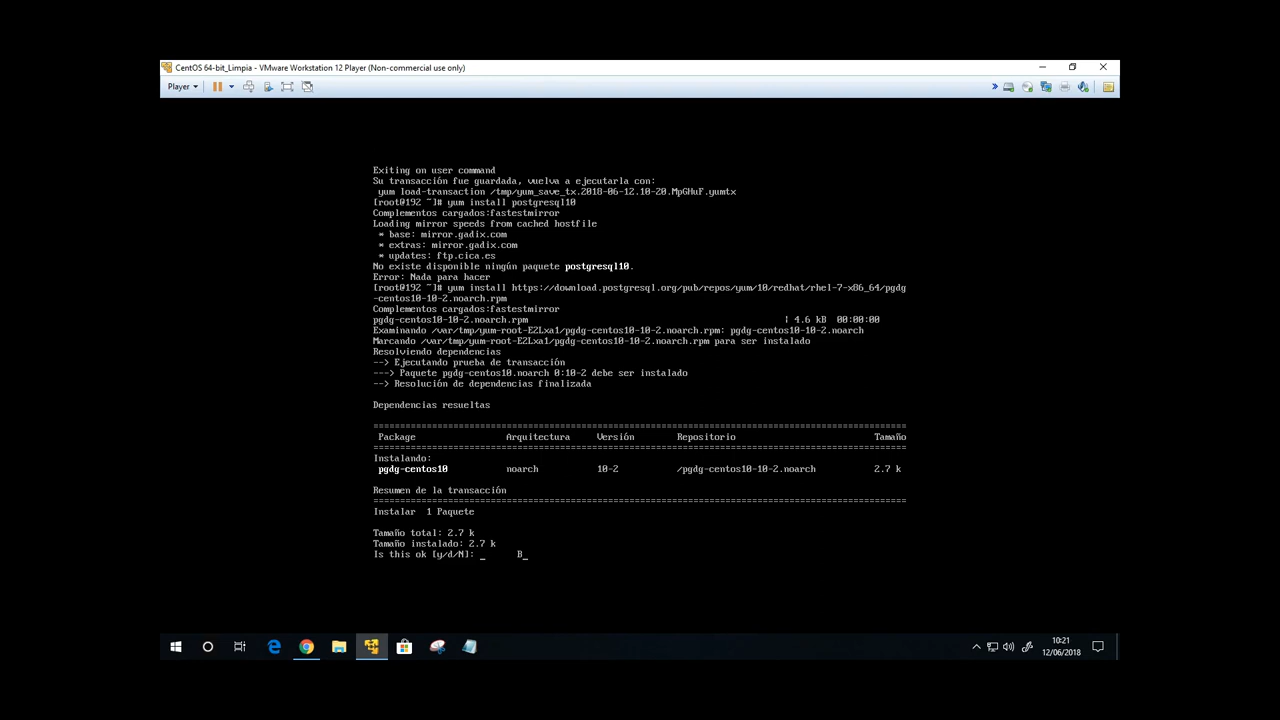 CentOS 64-bit_Limpia - VMware Workstation 12 Player (Non-commercial use only)
Player
Exiting on user command
Su transacción fue guardada, vuelva a ejecutarla con:
yum load-transaction /tmp/yum_save_tx.2018-06-12.10-20.MpGHuF.yumtx
[root@192 ~]# yum install postgresql10
Complementos cargados:fastestmirror
Loading mirror speeds from cached hostfile
* base: mirror.gadix.com
* extras: mirror.gadix.com
* updates: ftp.cica.es
No existe disponible ningún paquete postgresql10.
Error: Nada para hacer
[root@192 ~]# yum install https://download.postgresql.org/pub/repos/yum/10/redhat/rhel-7-x86_64/pgdg
-centos10-10-2.noarch.rpm
Complementos cargados:fastestmirror
pgdg-centos10-10-2.noarch.rpm | 4.6 kB 00:00:00
Examinando /var/tmp/yum-root-EZLxa1/pgdg-centos10-10-2.noarch.rpm: pgdg-centos10-10-2.noarch
Marcando /var/tmp/yum-root-EZLxa1/pgdg-centos10-10-2.noarch.rpm para ser instalado
Resolviendo dependencias
--> Ejecutando prueba de transacción
---> Paquete pgdg-centos10.noarch 0:10-2 debe ser instalado
--> Resolución de dependencias finalizada
Dependencias resueltas
Package Arquitectura Versión Repositorio Tamaño
Instalando:
pgdg-centos10 noarch 10-2 /pgdg-centos10-10-2.noarch 2.7 k
Resumen de la transacción
Instalar 1 Paquete
Tamaño total: 2.7 k
Tamaño instalado: 2.7 k
Is this ok [y/d/N]: _ B_
10:21
12/06/2018